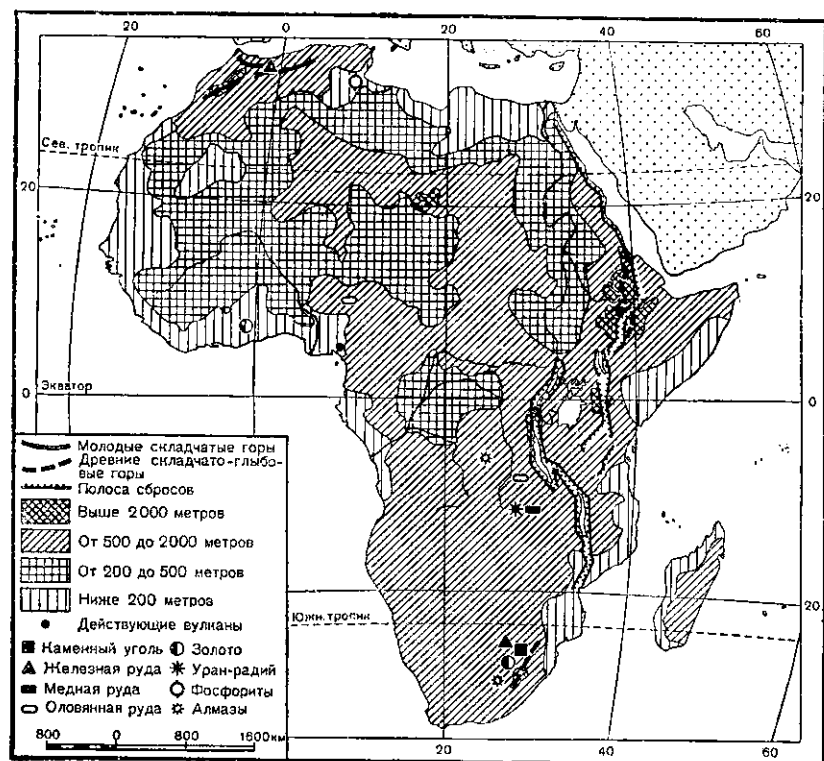 20 0 20 40 60
Сев. тропик
20 20
Экватор
0 0
Молодые складчатые горы
Древние складчато-глыбо-
вые горы
Полоса сбросов
Выше 2000 метров
От 500 до 2000 метров
От 200 до 500 метров
Ниже 200 метров
Южн. тропик 20
Действующие вулианы
Каменный уголь Золото
Железная руда Уран-радий
Медная руда Фосфориты
Оловянная руда Алмазы
800 0 800 1600км
20 40 60